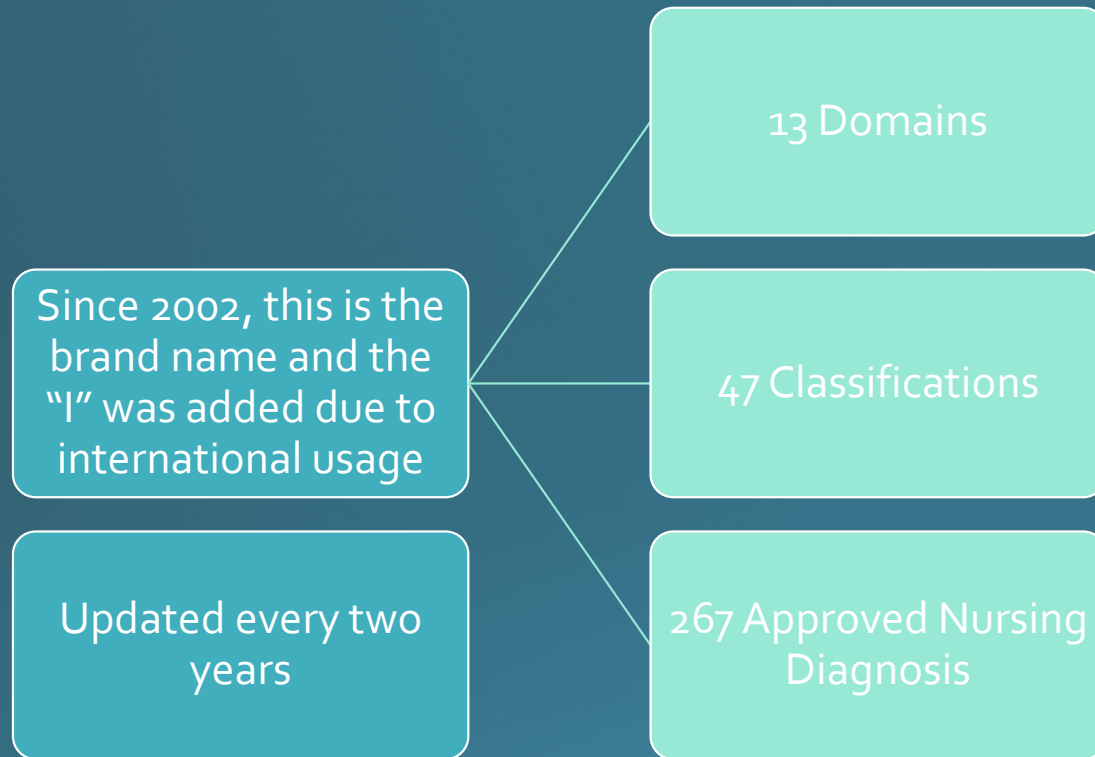 Since 2002, this is the
brand name and the
“I” was added due to
international usage
Updated every two
years
13 Domains
47 Classifications
267 Approved Nursing
Diagnosis